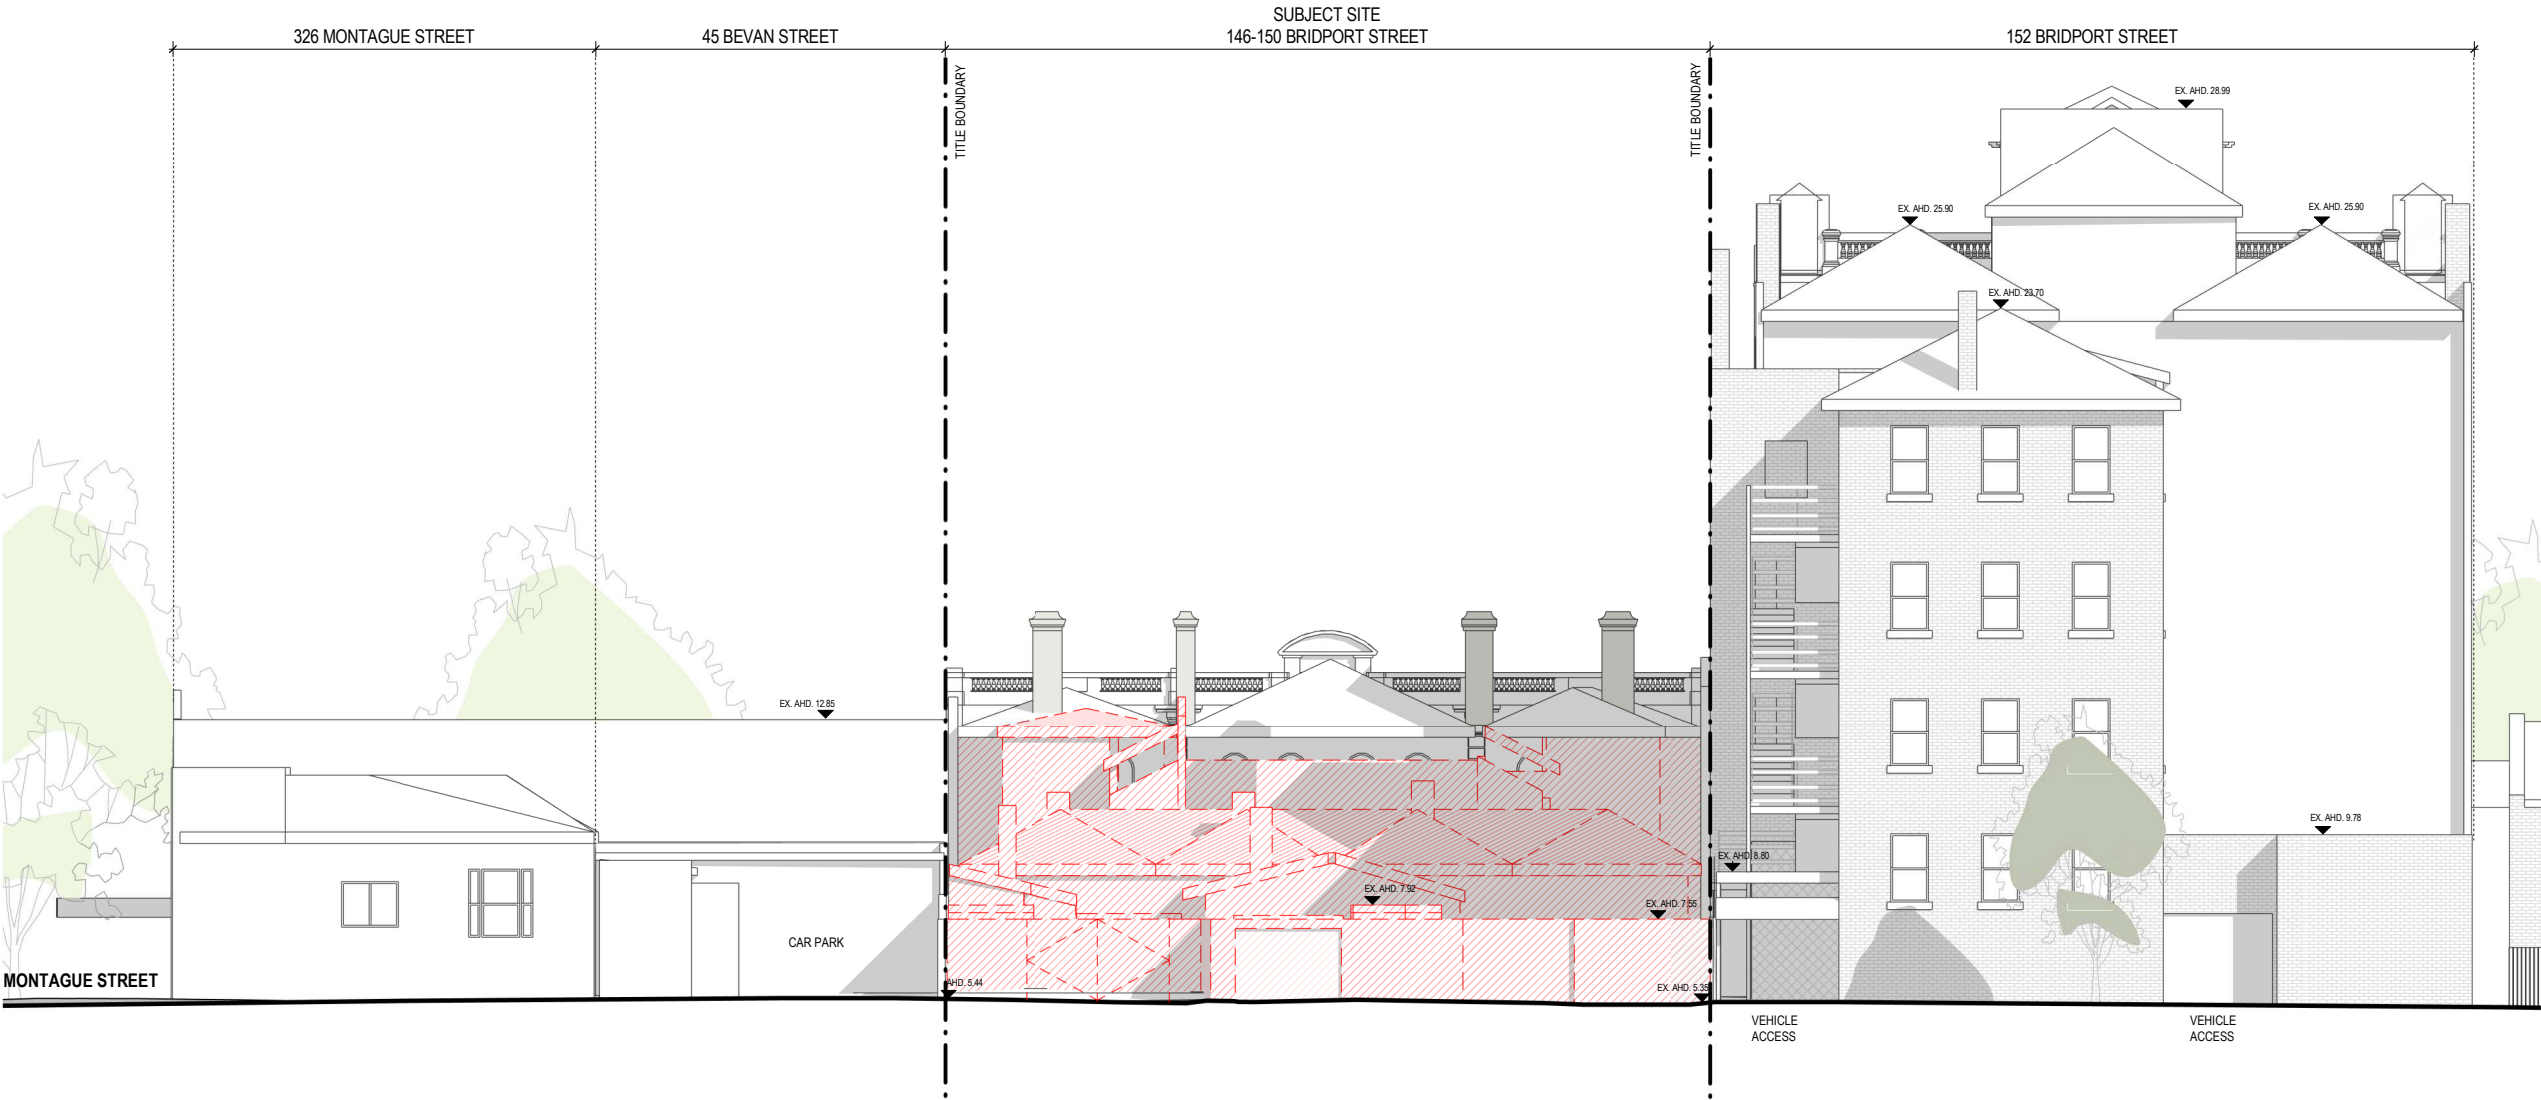 SUBJECT SITE
326 MONTAGUE STREET
45 BEVAN STREET
146-150 BRIDPORT STREET
152 BRIDPORT STREET
TITLE BOUNDARY
TITLE BOUNDARY
EX. AHD. 28.99
EX. AHD. 25.90
EX. AHD. 25.90
EX. AHD. 23.70
EX. AHD. 12.85
EX. AHD. 9.78
EX. AHD. 8.80
EX. AHD. 7.92
EX. AHD. 7.55
CAR PARK
MONTAGUE STREET
AHD. 5.44
EX. AHD. 5.35
VEHICLE
ACCESS
VEHICLE
ACCESS